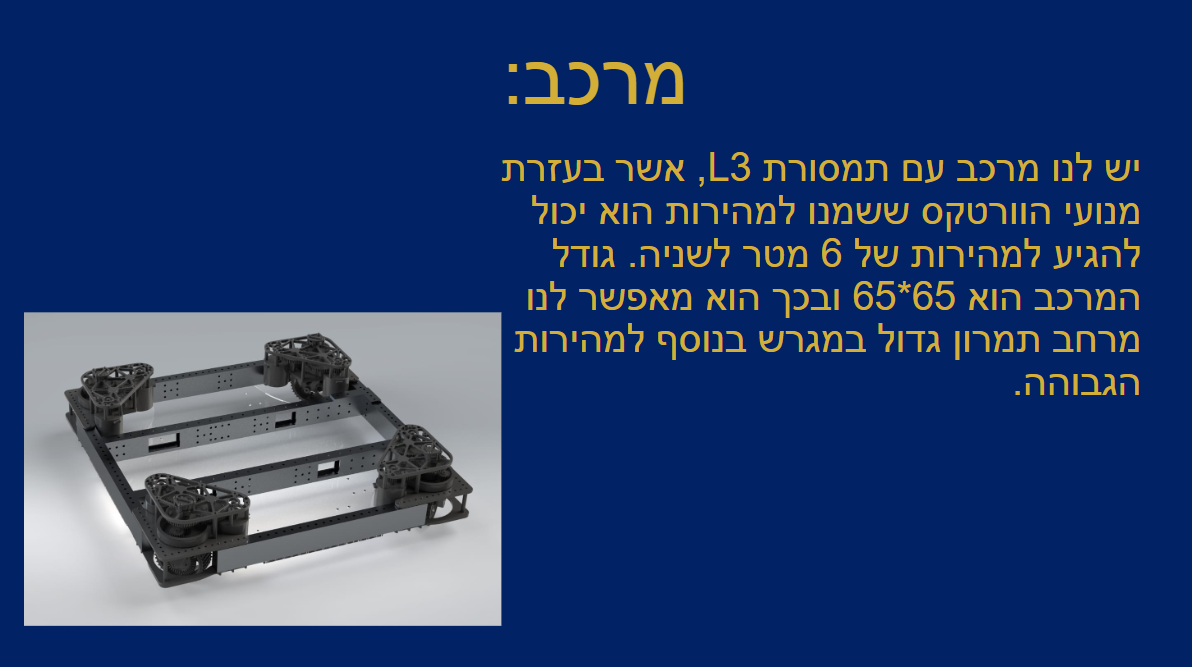 מרכב:
יש לנו מרכב עם תמסורת L3, אשר בעזרת
מנועי הוורטקס ששמנו למהירות הוא יכול
להגיע למהירות של 6 מטר לשניה. גודל
המרכב הוא 65*65 ובכך הוא מאפשר לנו
מרחב תמרון גדול במגרש בנוסף למהירות
הגבוהה.